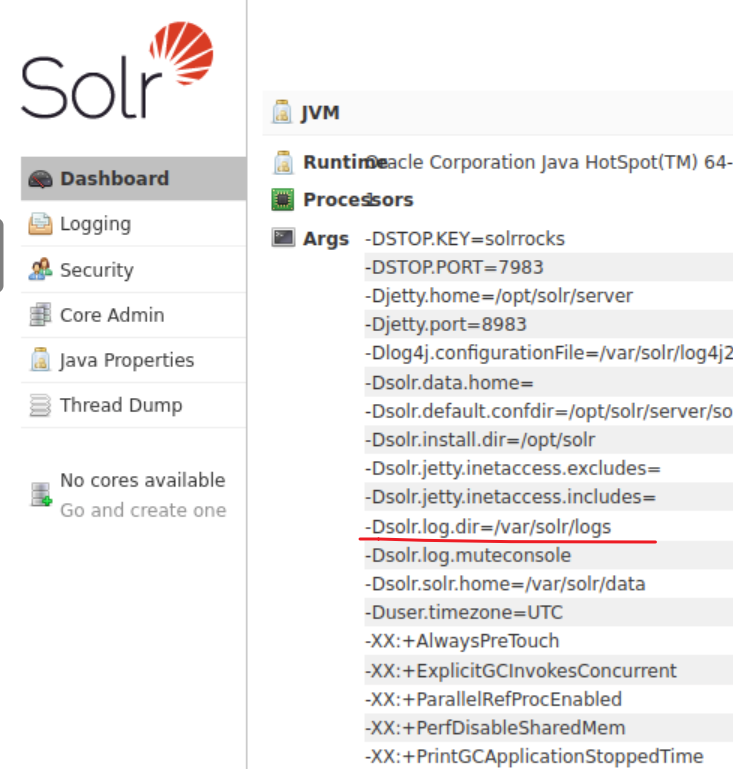 Solr
Dashboard
Logging
Security
Core Admin
Java Properties
Thread Dump
No cores available
Go and create one
JVM
Runtime Oracle Corporation Java HotSpot(TM) 64-
Processors 1
Args -DSTOP.KEY=solrrocks
-DSTOP.PORT=7983
-Djetty.home=/opt/solr/server
-Djetty.port=8983
-Dlog4j.configurationFile=/var/solr/log4j2
-Dsolr.data.home=
-Dsolr.default.confdir=/opt/solr/server/so
-Dsolr.install.dir=/opt/solr
-Dsolr.jetty.inetaccess.excludes=
-Dsolr.jetty.inetaccess.includes=
-Dsolr.log.dir=/var/solr/logs
-Dsolr.log.muteconsole
-Dsolr.solr.home=/var/solr/data
-Duser.timezone=UTC
-XX:+AlwaysPreTouch
-XX:+ExplicitGCInvokesConcurrent
-XX:+ParallelRefProcEnabled
-XX:+PerfDisableSharedMem
-XX:+PrintGCApplicationStoppedTime